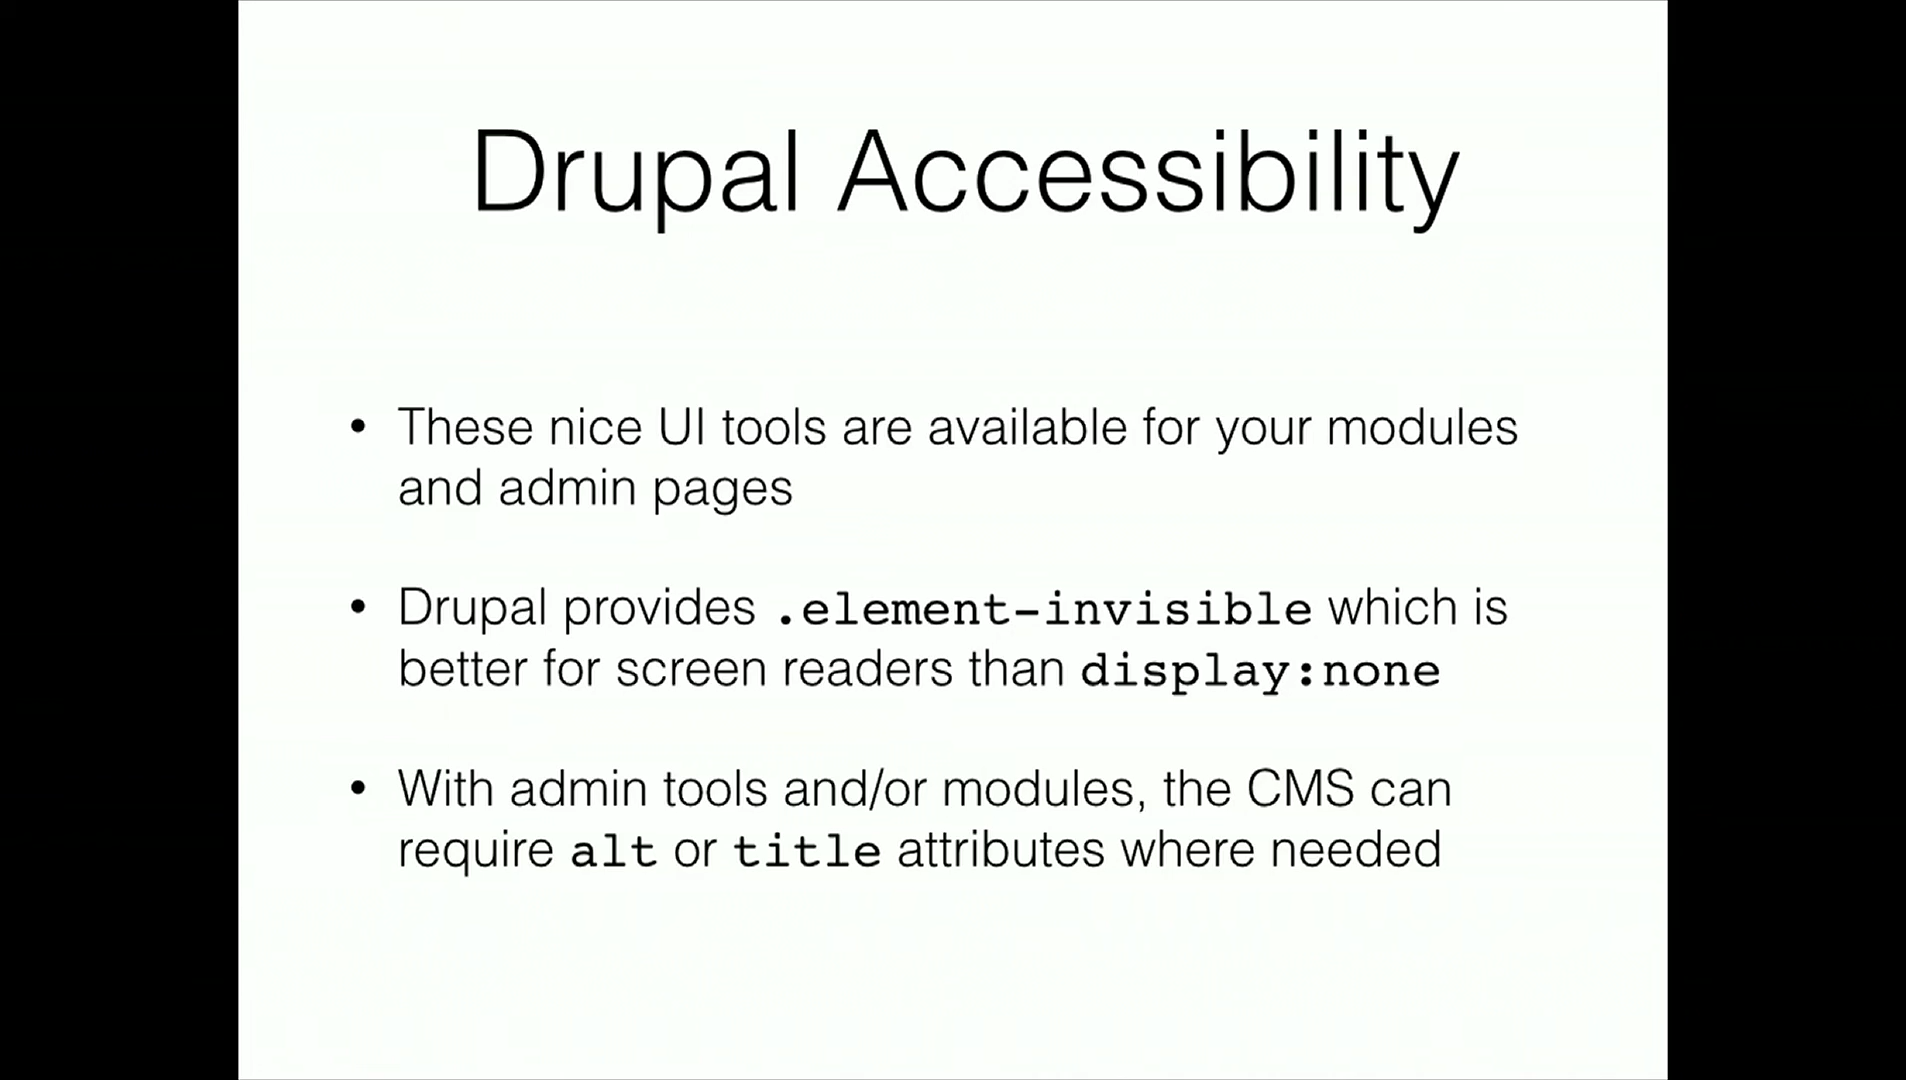 Drupal Accessibility
• These nice UI tools are available for your modules
and admin pages
• Drupal provides .element-invisible which is
better for screen readers than display:none
• With admin tools and/or modules, the CMS can
require alt or title attributes where needed